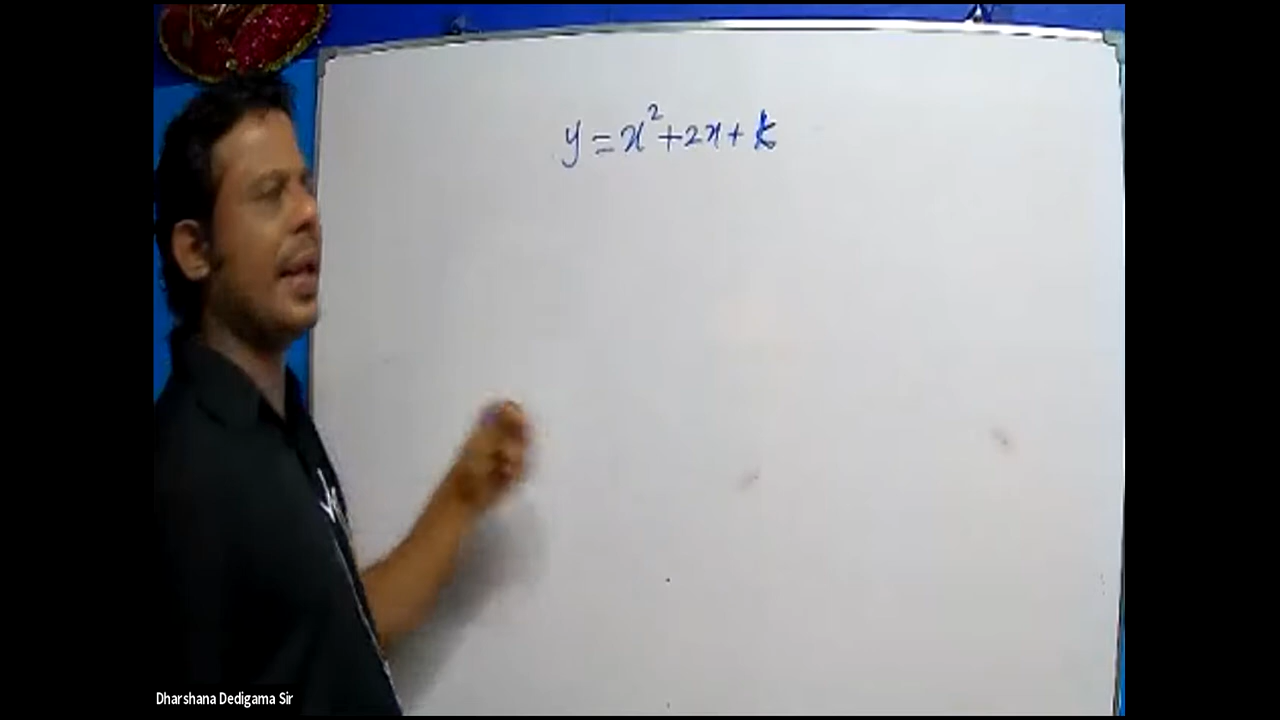 y = x² + 2x + k
Dharshana Dedigama Sir